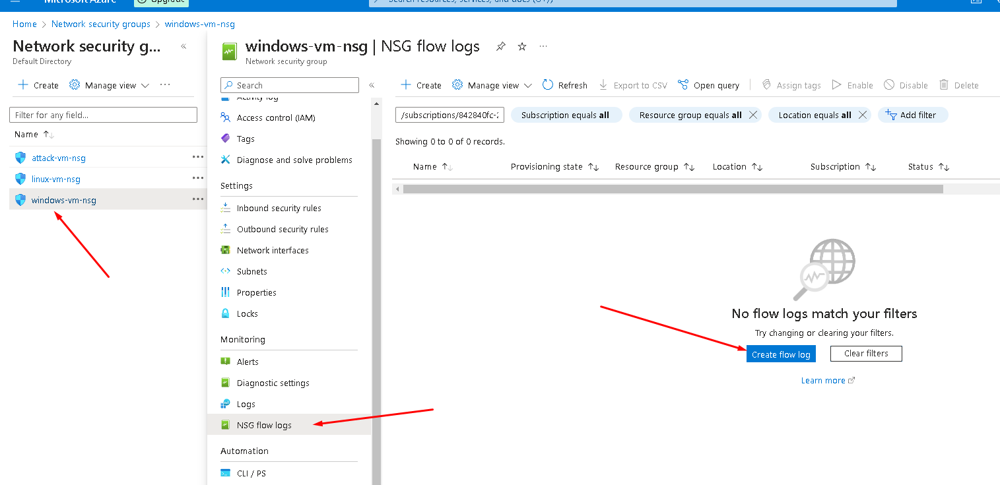 Microsoft Azure
Upgrade
Search resources, services, and docs (G+/)
Home > Network security groups > windows-vm-nsg
Network security g...
Default Directory
Create
Manage view
Filter for any field...
Name
attack-vm-nsg
linux-vm-nsg
windows-vm-nsg
windows-vm-nsg | NSG flow logs
Network security group
Search
Activity log
Access control (IAM)
Tags
Diagnose and solve problems
Settings
Inbound security rules
Outbound security rules
Network interfaces
Subnets
Properties
Locks
Monitoring
Alerts
Diagnostic settings
Logs
NSG flow logs
Automation
CLI / PS
Create
Manage view
Refresh
Export to CSV
Open query
Assign tags
Enable
Disable
Delete
/subscriptions/842840fc-2
Subscription equals all
Resource group equals all
Location equals all
Add filter
Showing 0 to 0 of 0 records.
Name
Provisioning state
Resource group
Location
Subscription
Status
No flow logs match your filters
Try changing or clearing your filters.
Create flow log
Clear filters
Learn more